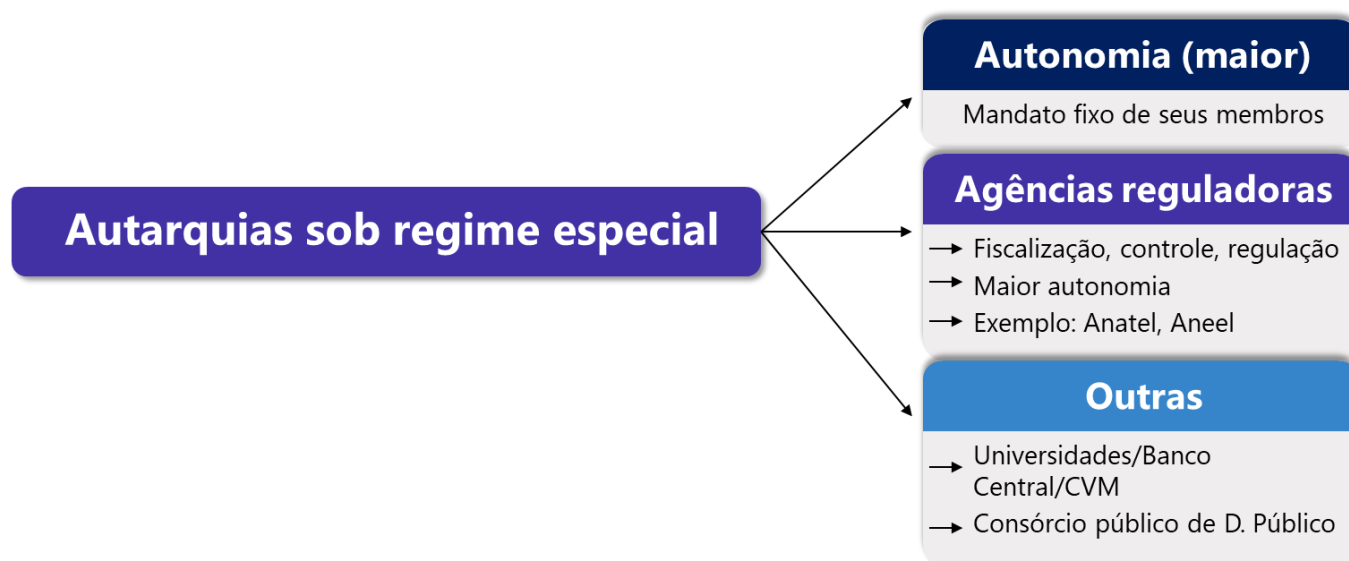 Autarquias sob regime especial
Autonomia (maior)
Mandato fixo de seus membros
Agências reguladoras
Fiscalização, controle, regulação
Maior autonomia
Exemplo: Anatel, Aneel
Outras
Universidades/Banco
Central/CVM
Consórcio público de D. Público